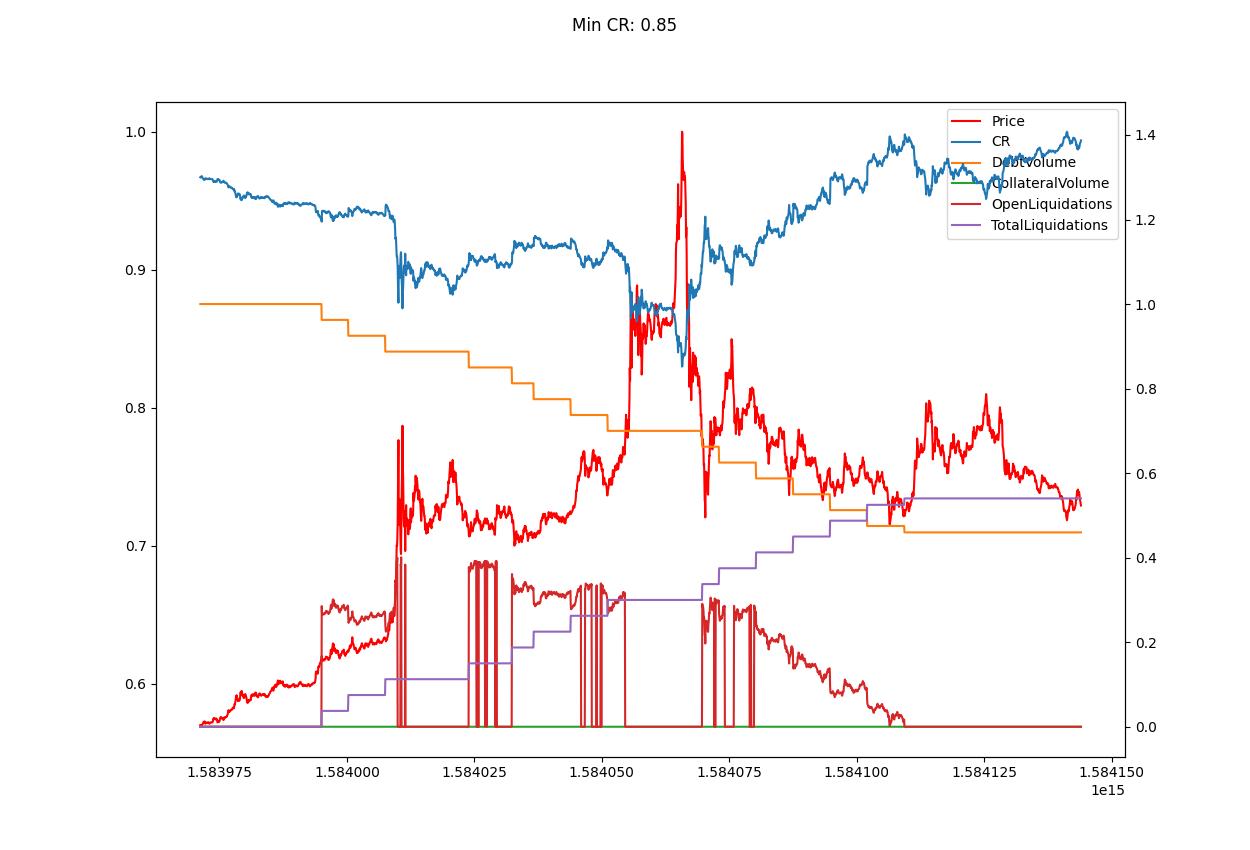 Min CR: 0.85
1.0
0.9
0.8
0.7
0.6
1.4
1.2
1.0
0.8
0.6
0.4
0.2
0.0
Price
CR
DebtVolume
CollateralVolume
OpenLiquidations
TotalLiquidations
1.583975 1.584000 1.584025 1.584050 1.584075 1.584100 1.584125 1.584150
1e15